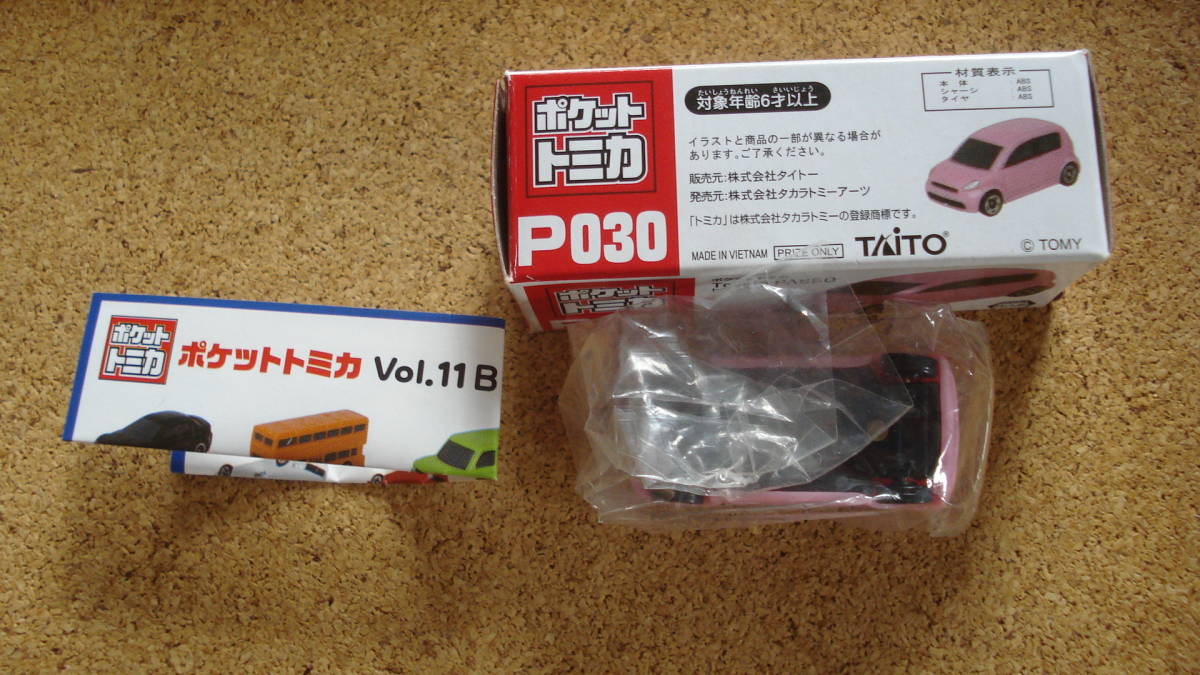 ポケット
トミカ
P030
たいしょうねんれい さいいじょう
対象年齢6才以上
材質表示
本体 : ABS
シャーシ : ABS
タイヤ : ABS
イラストと商品の一部が異なる場合が
あります。ご了承ください。
販売元:株式会社タイトー
発売元:株式会社タカラトミーアーツ
「トミカ」は株式会社タカラトミーの登録商標です。
MADE IN VIETNAM PRIZE ONLY TAITO® © TOMY
ポケット
トミカ
ポケット
トミカ
ポケットトミカ Vol.11 B